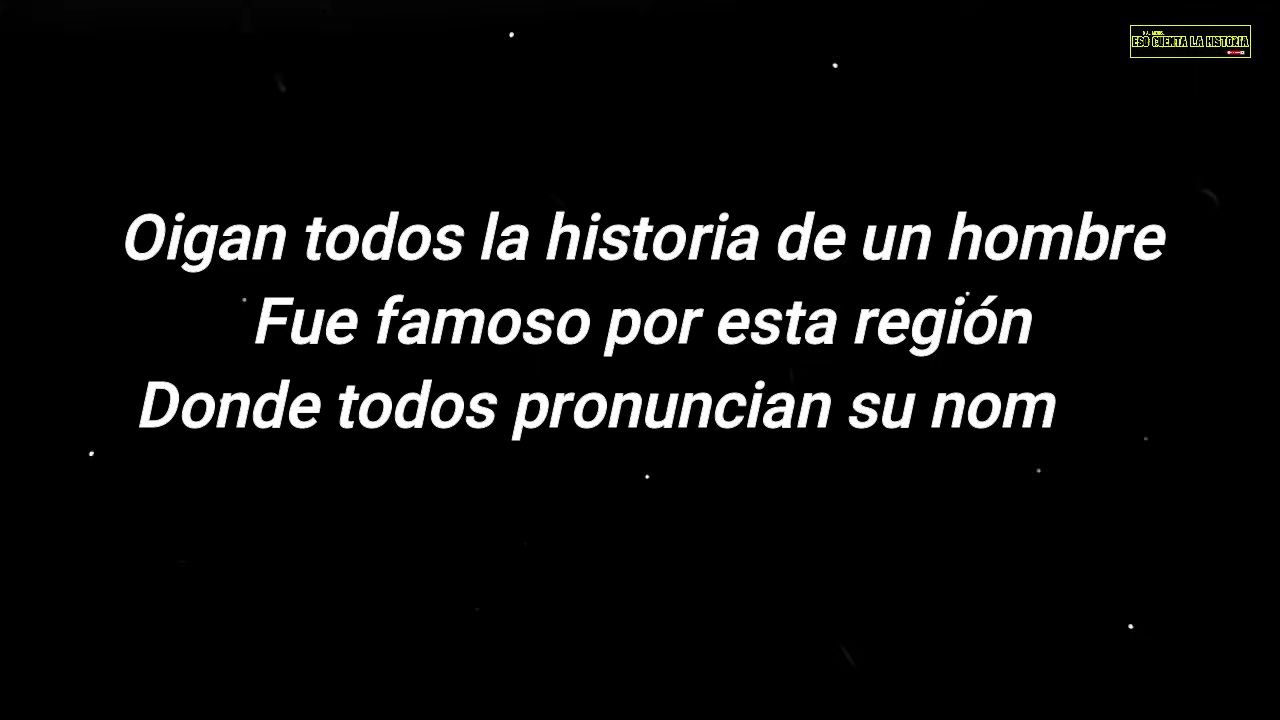 ESO CUENTA LA HISTORIA
Oigan todos la historia de un hombre
Fue famoso por esta región
Donde todos pronuncian su nom